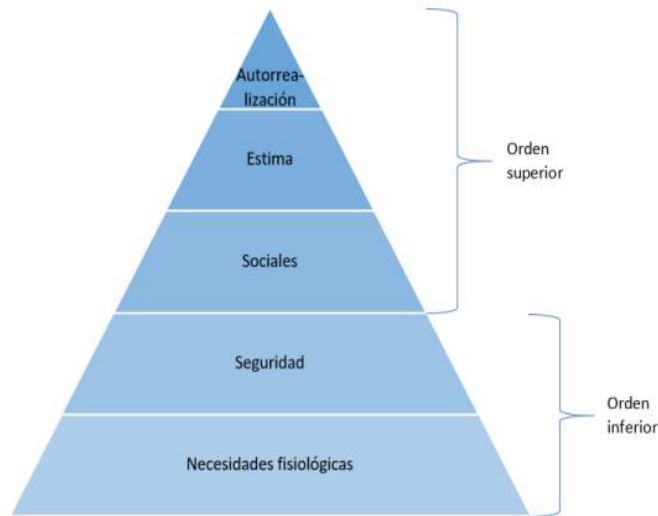 Autorrea-
lización
Estima
Orden
superior
Sociales
Seguridad
Orden
inferior
Necesidades fisiológicas